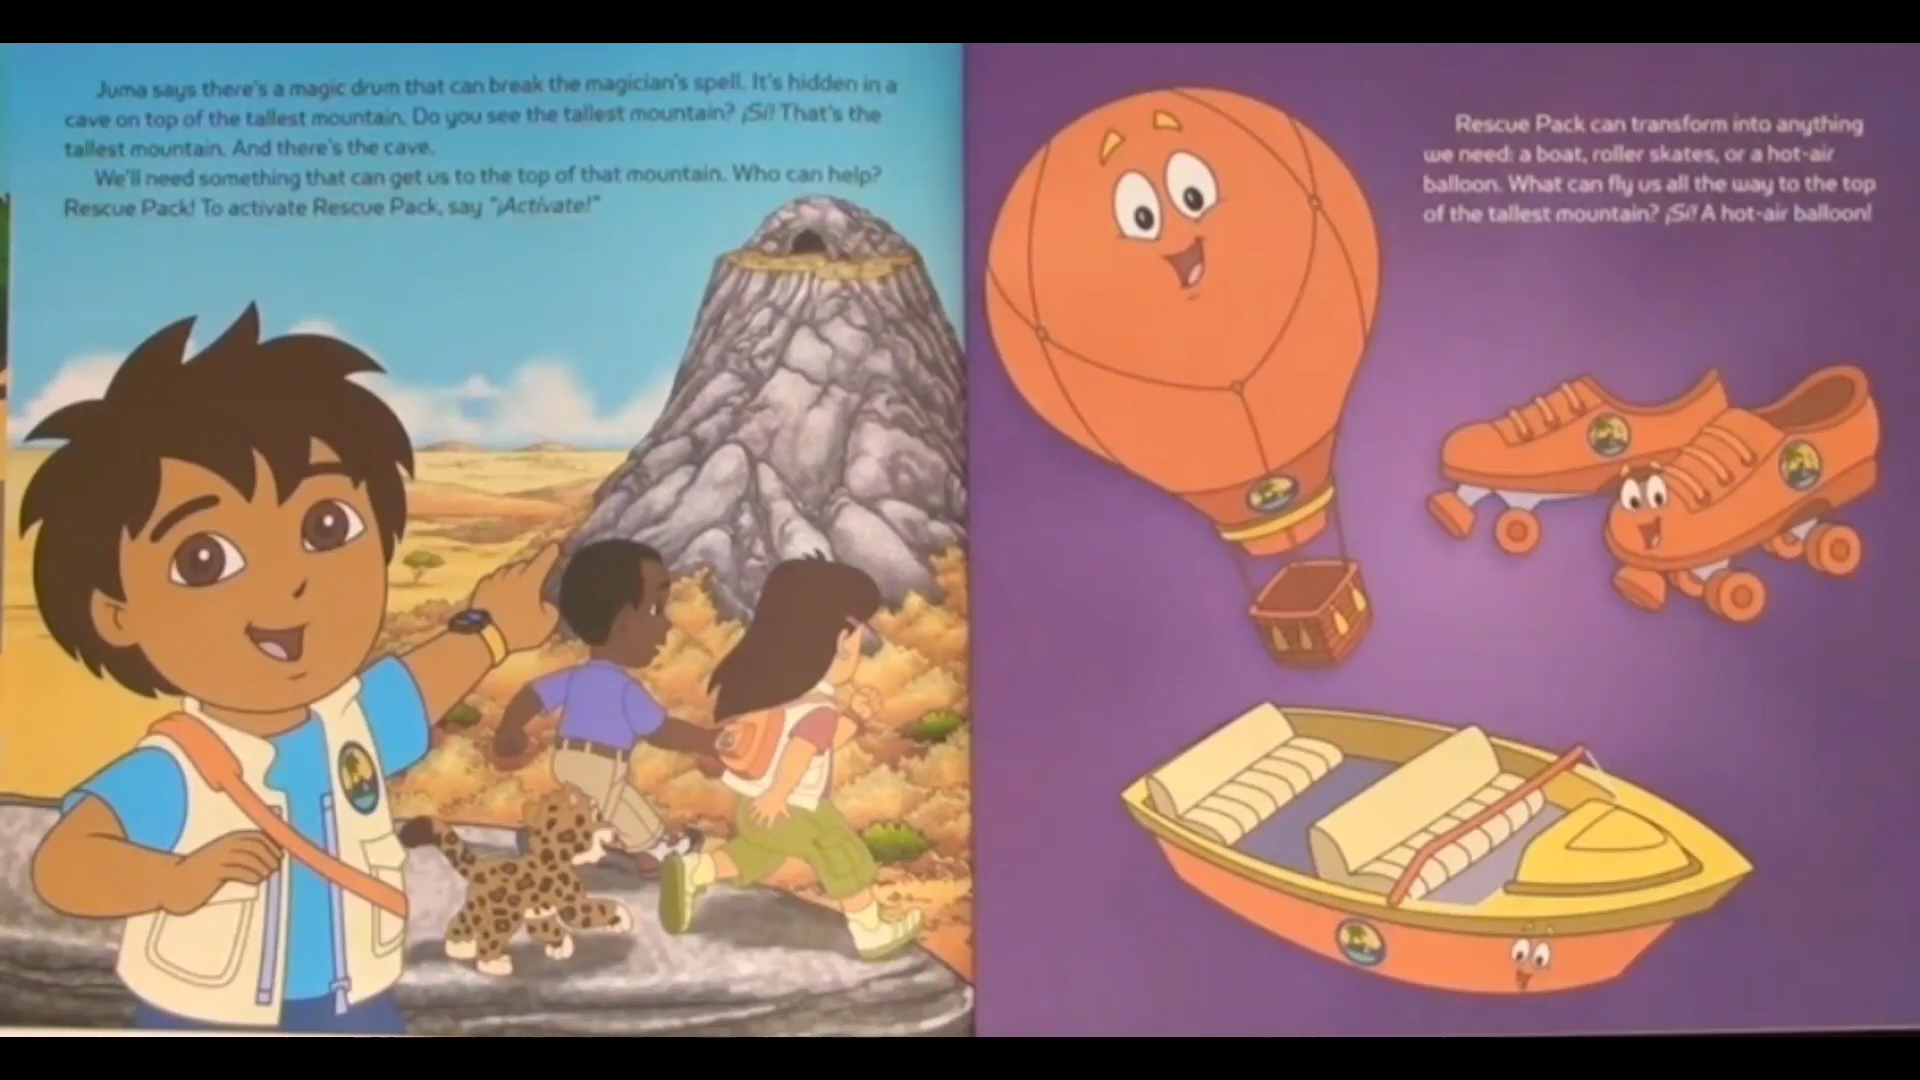 Juma says there's a magic drum that can break the magician's spell. It's hidden in a
cave on top of the tallest mountain. Do you see the tallest mountain? ¡Sí! That's the
tallest mountain. And there's the cave.
We'll need something that can get us to the top of that mountain. Who can help?
Rescue Pack! To activate Rescue Pack, say "¡Actívate!"
Rescue Pack can transform into anything
we need: a boat, roller skates, or a hot-air
balloon. What can fly us all the way to the top
of the tallest mountain? ¡Sí! A hot-air balloon!